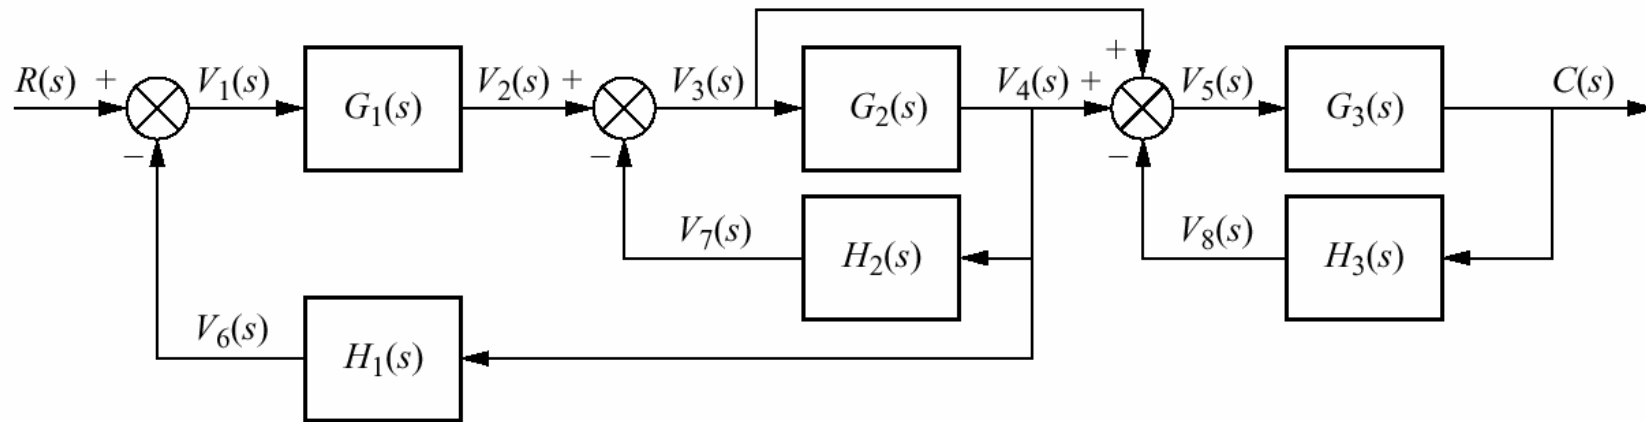 +
R(s) + V₁(s) G₁(s) V₂(s) + V₃(s) G₂(s) V₄(s) + V₅(s) G₃(s) C(s)
− − −
V₇(s) H₂(s) V₈(s) H₃(s)
V₆(s) H₁(s)